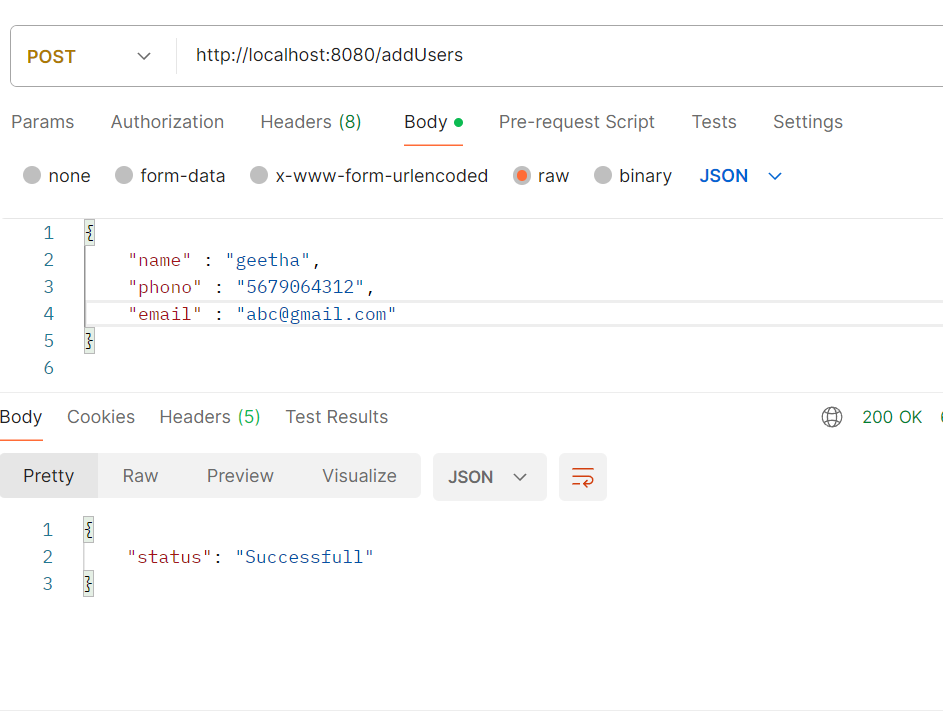 POST http://localhost:8080/addUsers
Params Authorization Headers (8) Body Pre-request Script Tests Settings
none form-data x-www-form-urlencoded raw binary JSON
1 {
2 "name" : "geetha",
3 "phono" : "5679064312",
4 "email" : "abc@gmail.com"
5 }
6
Body Cookies Headers (5) Test Results 200 OK
Pretty Raw Preview Visualize JSON
1 {
2 "status": "Successfull"
3 }